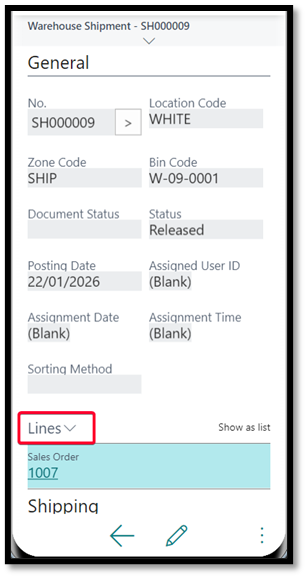 Warehouse Shipment - SH000009
General
No.
SH000009 >
Location Code
WHITE
Zone Code
SHIP
Bin Code
W-09-0001
Document Status
Status
Released
Posting Date
22/01/2026
Assigned User ID
(Blank)
Assignment Date
(Blank)
Assignment Time
(Blank)
Sorting Method
Lines
Show as list
Sales Order
1007
Shipping